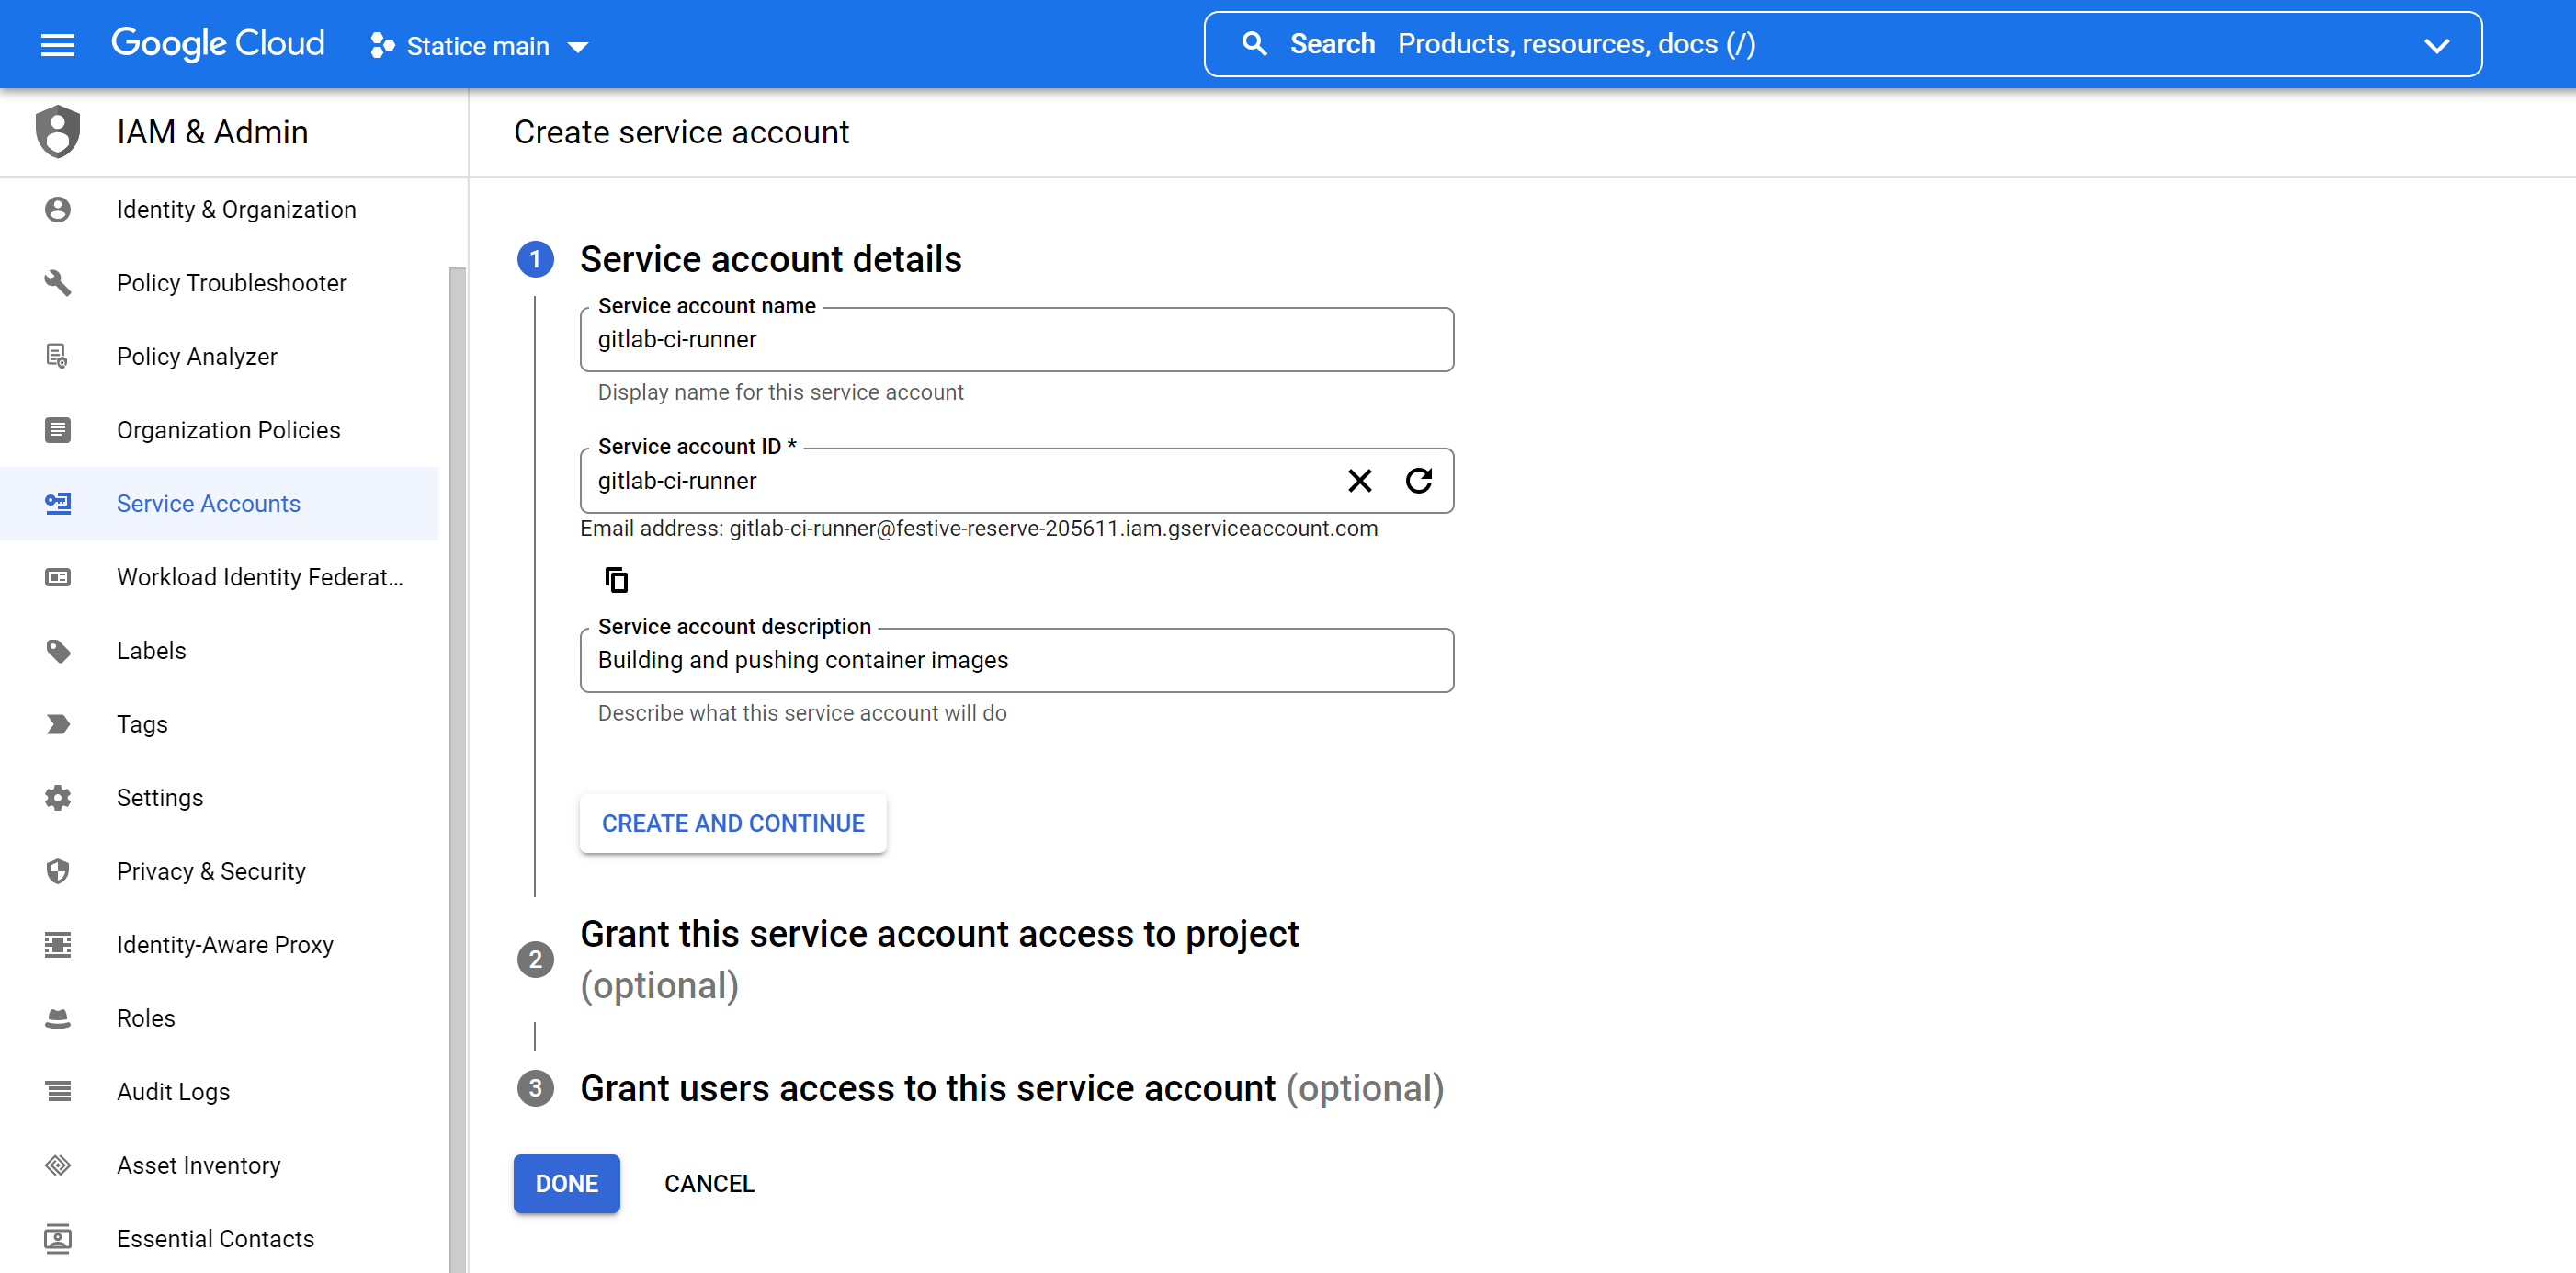 Google Cloud
Statice main
Search Products, resources, docs (/)
IAM & Admin
Create service account
Identity & Organization
Policy Troubleshooter
Policy Analyzer
Organization Policies
Service Accounts
Workload Identity Federat...
Labels
Tags
Settings
Privacy & Security
Identity-Aware Proxy
Roles
Audit Logs
Asset Inventory
Essential Contacts
1 Service account details
Service account name
gitlab-ci-runner
Display name for this service account
Service account ID *
gitlab-ci-runner
Email address: gitlab-ci-runner@festive-reserve-205611.iam.gserviceaccount.com
Service account description
Building and pushing container images
Describe what this service account will do
CREATE AND CONTINUE
2 Grant this service account access to project
(optional)
3 Grant users access to this service account (optional)
DONE CANCEL